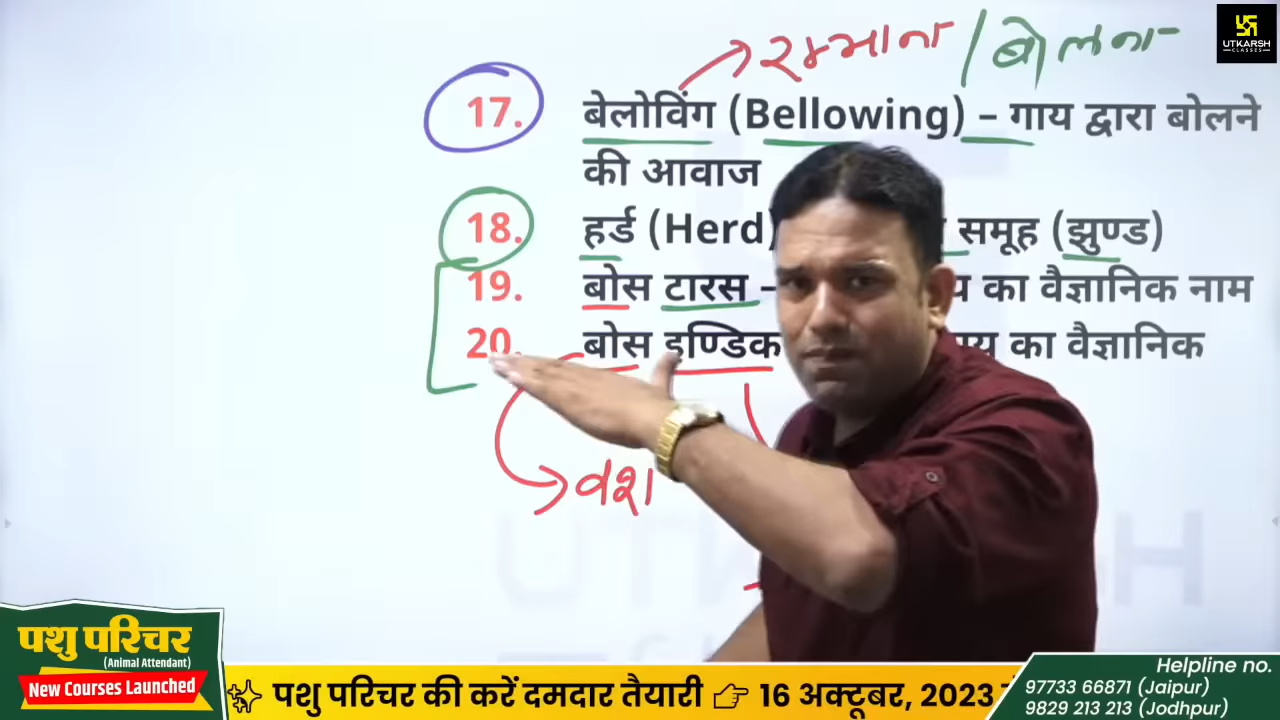 UTKARSH
CLASSES
रम्भाना / बोलना
17. बेलोविंग (Bellowing) – गाय द्वारा बोलने
की आवाज
18. हर्ड (Herd) समूह (झुण्ड)
19. बोस टारस – का वैज्ञानिक नाम
20. बोस इण्डिक का वैज्ञानिक
वंश
पशु परिचर
(Animal Attendant)
New Courses Launched
पशु परिचर की करें दमदार तैयारी 16 अक्टूबर, 2023
Helpline no.
97733 66871 (Jaipur)
9829 213 213 (Jodhpur)